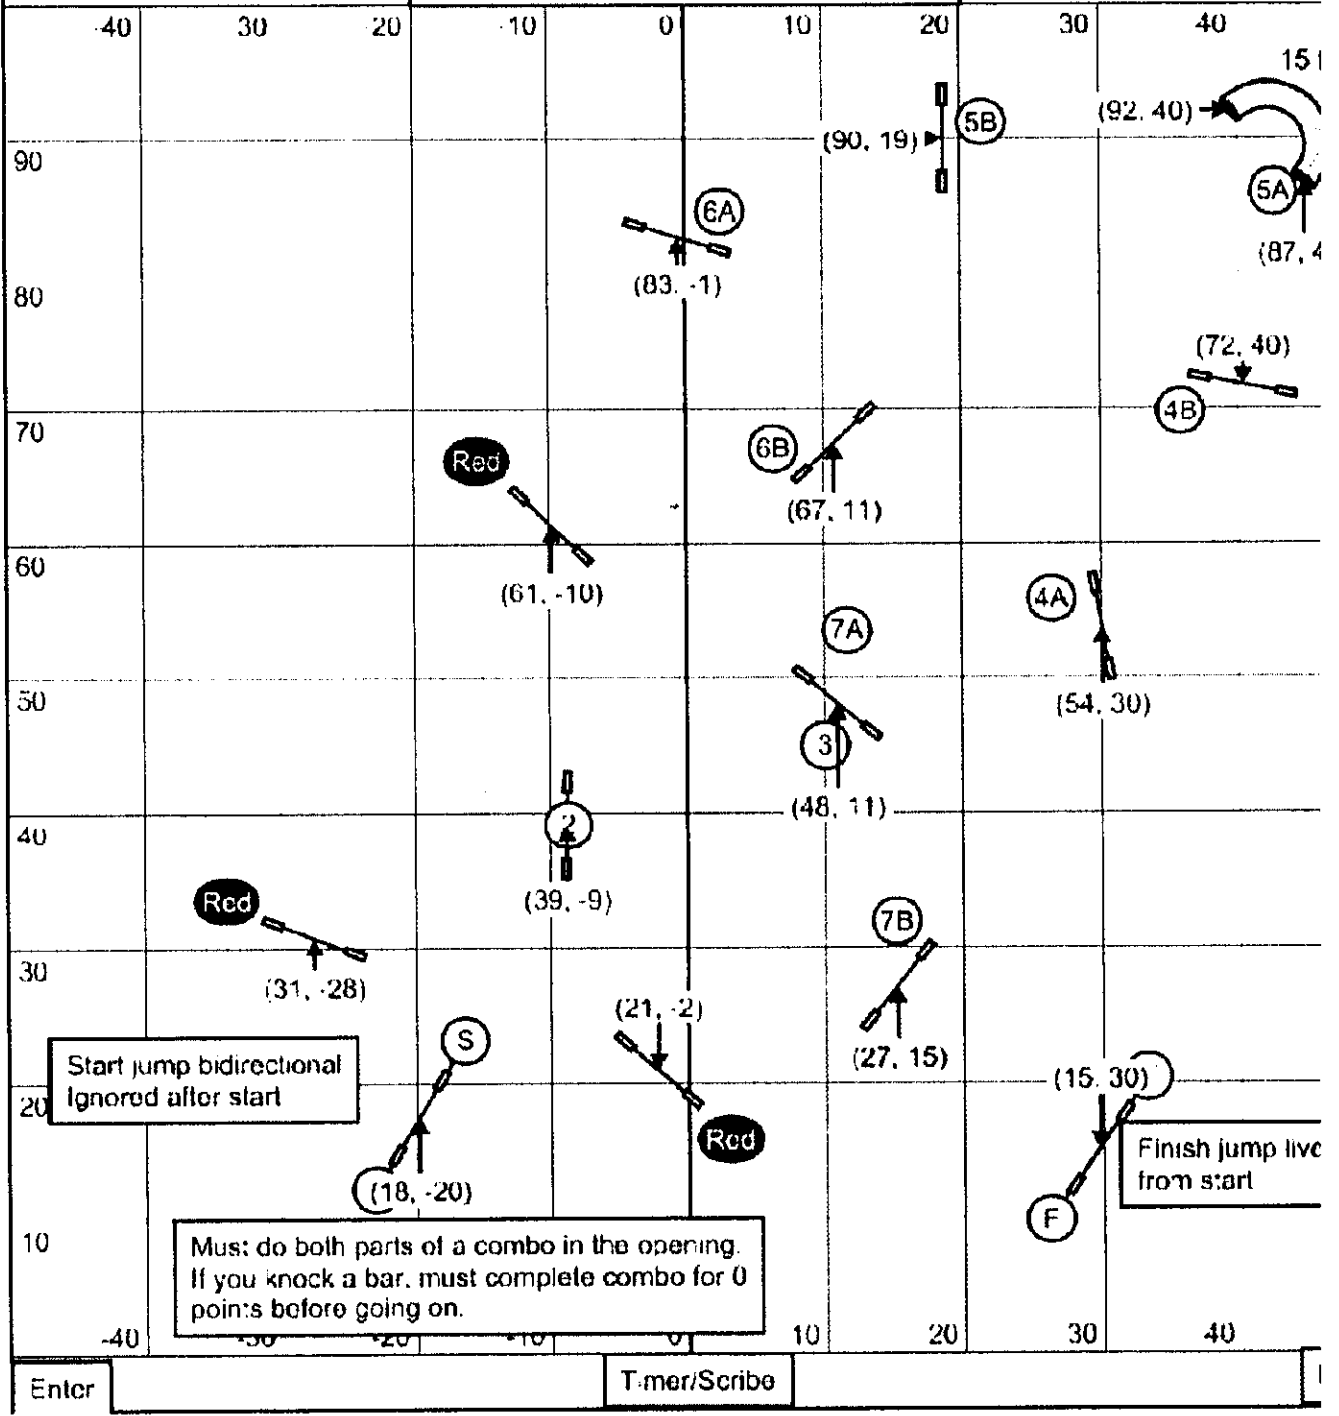 -40 30 -20 -10 0 10 20 30 40
15
(92, 40)
5B
(90, 19)
90
5A
6A
(87, 4
(83, -1)
80
(72, 40)
4B
70
6B
Red
(67, 11)
60
4A
(61, -10)
7A
50
(54, 30)
3
(48, 11)
2
40
Red
(39, -9)
7B
30
(31, -28)
(21, -2)
S
(27, 15)
Start jump bidirectional
Ignored after start
(15, 30)
20
Red
Finish jump live
from start
(18, -20)
F
10
Must do both parts of a combo in the opening.
If you knock a bar, must complete combo for 0
points before going on.
-40 -30 -20 0 10 20 30 40
Enter
Timer/Scribe